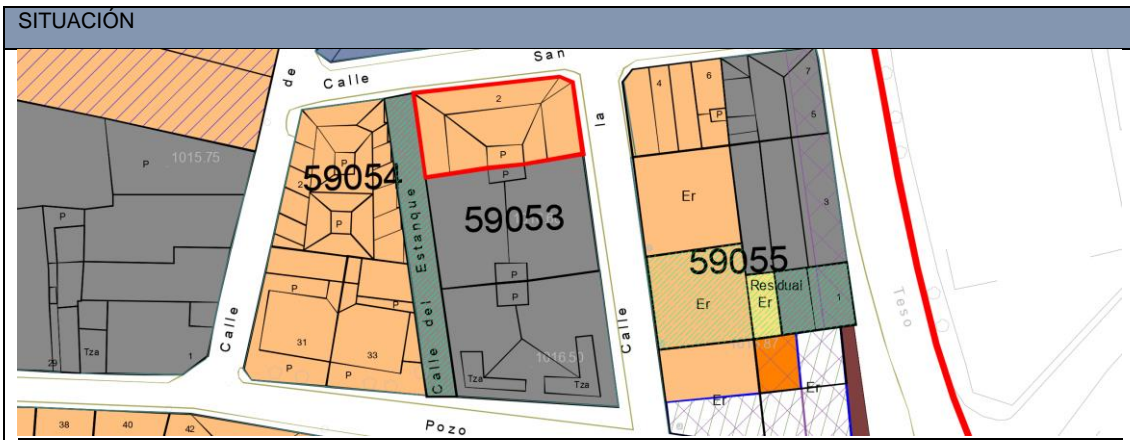 SITUACIÓN
San
Calle
de
la
7
4
6
2
P
5
P
1015.75
P
P
P
59054
2
Er
P
P
59053
3
59055
P
Er
Residual
Er
1
P
P
P
31
33
1016.50
Tza
Tza
Tza
29
1
P
P
Calle
Calle del Estanque
Calle
Teso
Er
Er
Pozo
38
40
42